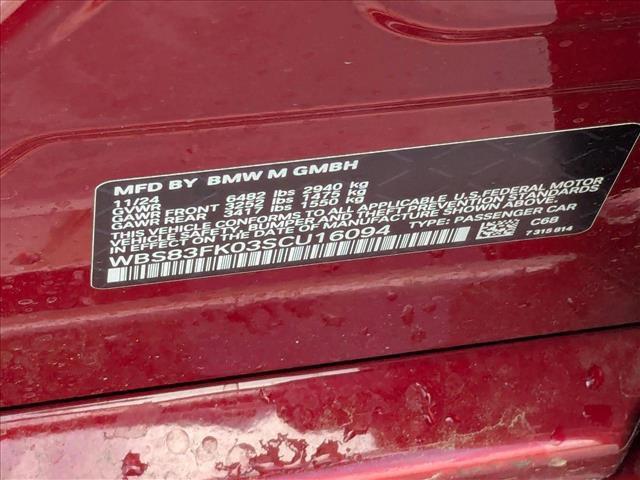 MFD BY BMW M GMBH
11/24
GVWR 6482 lbs 2940 kg
GAWR FRONT 3252 lbs 1475 kg
GAWR REAR 3417 lbs 1550 kg
THIS VEHICLE CONFORMS TO ALL APPLICABLE U.S. FEDERAL MOTOR
VEHICLE SAFETY, BUMPER AND THEFT PREVENTION STANDARDS
IN EFFECT ON THE DATE OF MANUFACTURE SHOWN ABOVE.
WBS83FK03SCU16094 TYPE: PASSENGER CAR
C68
7 315 814